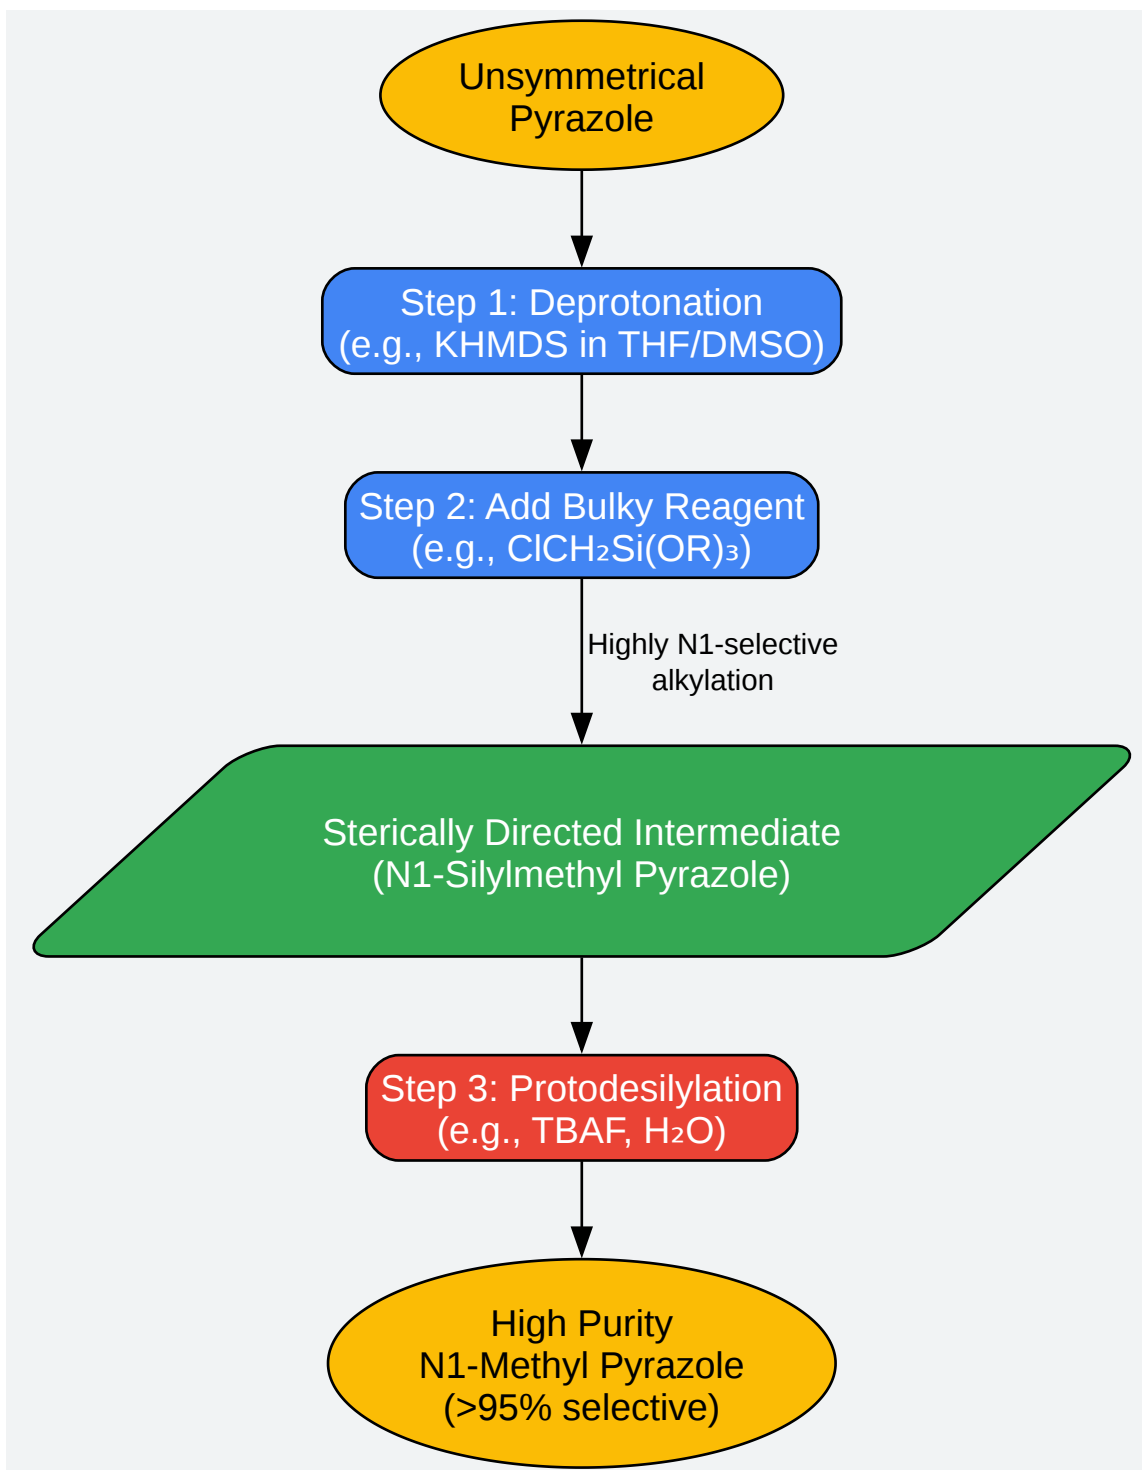 Unsymmetrical
Pyrazole
Step 1: Deprotonation
(e.g., KHMDS in THF/DMSO)
Step 2: Add Bulky Reagent
(e.g., ClCH₂Si(OR)₃)
Highly N1-selective
alkylation
Sterically Directed Intermediate
(N1-Silylmethyl Pyrazole)
Step 3: Protodesilylation
(e.g., TBAF, H₂O)
High Purity
N1-Methyl Pyrazole
(>95% selective)